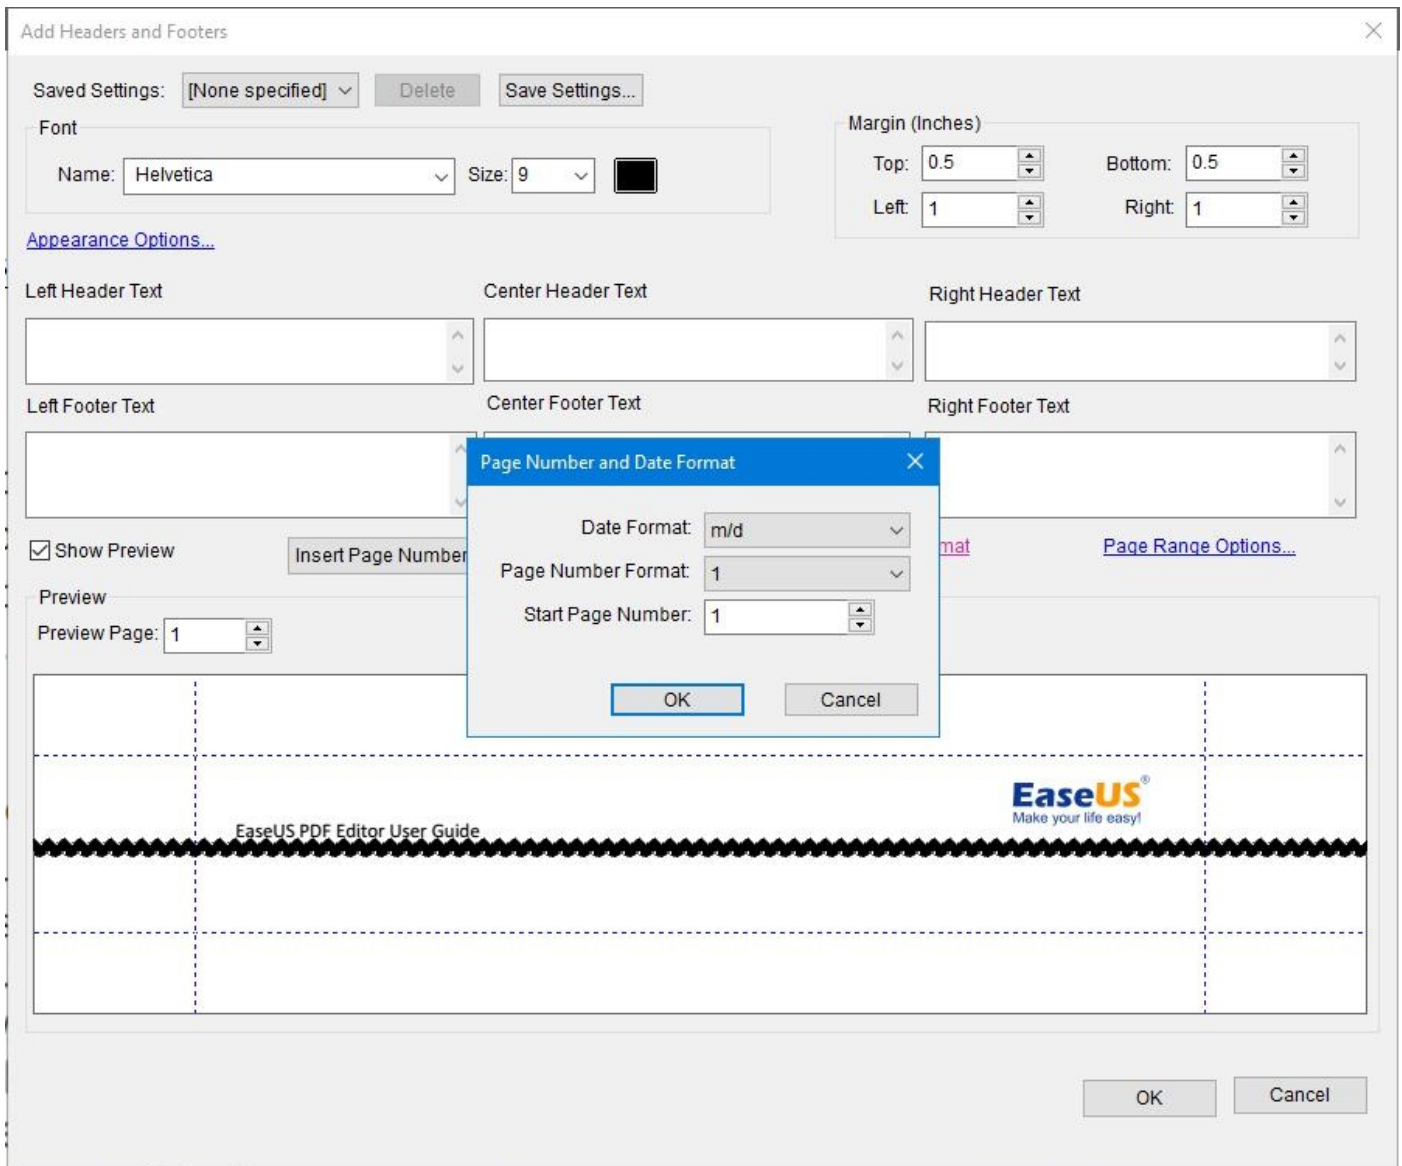 Add Headers and Footers
Saved Settings: [None specified] Delete Save Settings...
Font
Name: Helvetica Size: 9
Margin (Inches)
Top: 0.5 Bottom: 0.5
Left: 1 Right: 1
Appearance Options...
Left Header Text Center Header Text Right Header Text
Left Footer Text Center Footer Text Right Footer Text
Page Number and Date Format
Date Format: m/d
Page Number Format: 1
Start Page Number: 1
OK Cancel
Show Preview Insert Page Number mat Page Range Options...
Preview
Preview Page: 1
EaseUS®
Make your life easy!
EaseUS PDF Editor User Guide
OK Cancel